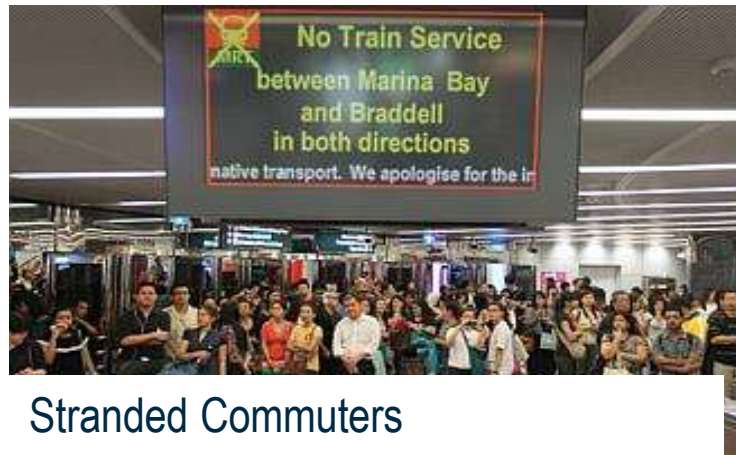 MRT
No Train Service
between Marina Bay
and Braddell
in both directions
native transport. We apologise for the in
Stranded Commuters